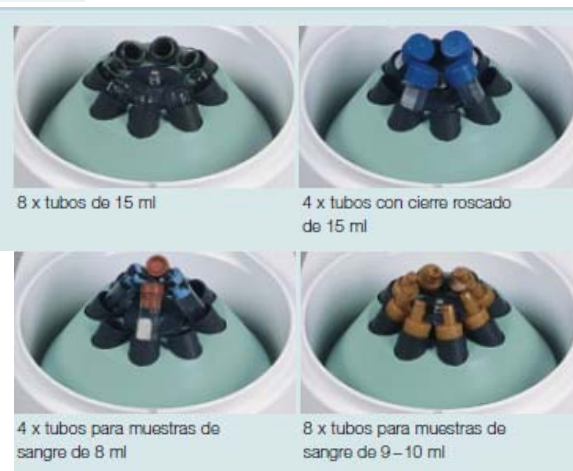 8 x tubos de 15 ml
4 x tubos con cierre roscado
de 15 ml
4 x tubos para muestras de
sangre de 8 ml
8 x tubos para muestras de
sangre de 9–10 ml